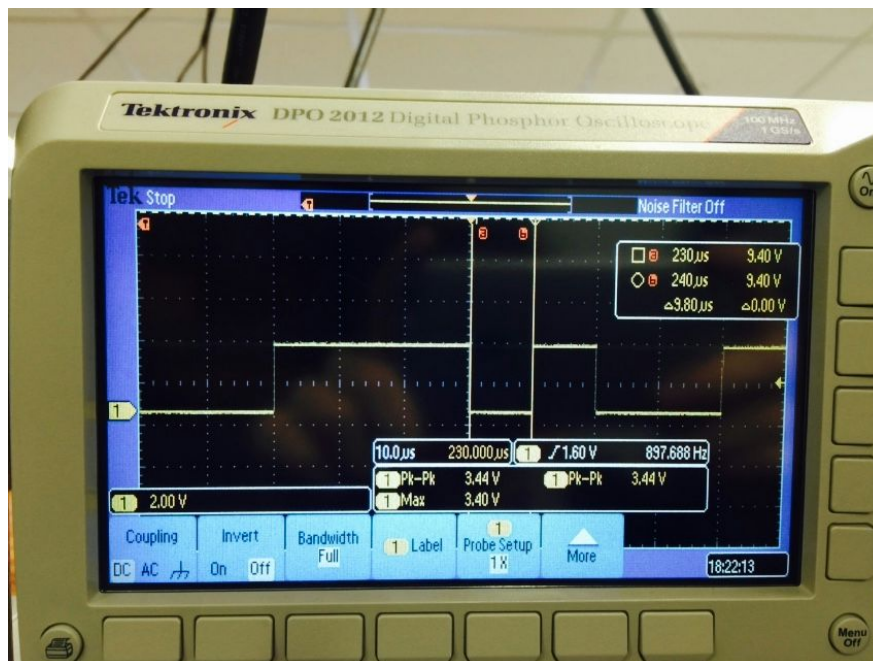 Tektronix DPO 2012 Digital Phosphor Oscilloscope
100 MHz
1 GS/s
Tek Stop
Noise Filter Off
T
T
a b
a 230µs 9.40 V
b 240µs 9.40 V
△9.80µs △0.00 V
1
10.0µs 230.000µs
1 ∫ 1.60 V 897.688 Hz
1 Pk-Pk 3.44 V 1 Pk-Pk 3.44 V
1 Max 3.40 V
1 2.00 V
Coupling
DC AC
Invert
On Off
Bandwidth
Full
1 Label
1
Probe Setup
1X
More
18:22:13
Menu
Off